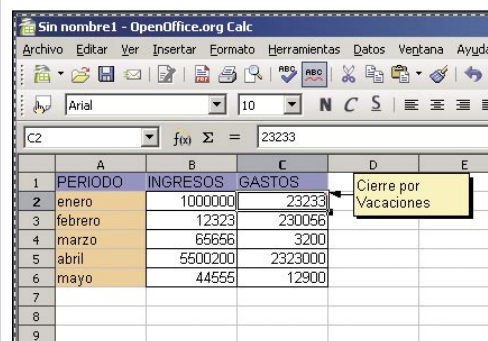 Sin nombre1 - OpenOffice.org Calc
Archivo Editar Ver Insertar Formato Herramientas Datos Ventana Ayuda
ABC ABC
Arial 10 N C S
C2 f(x) Σ = 23233
A B C D E
1 PERIODO INGRESOS GASTOS
2 enero 1000000 23233
3 febrero 12323 230056
4 marzo 65656 3200
5 abril 5500200 2323000
6 mayo 44555 12900
7
8
9
Cierre por
Vacaciones